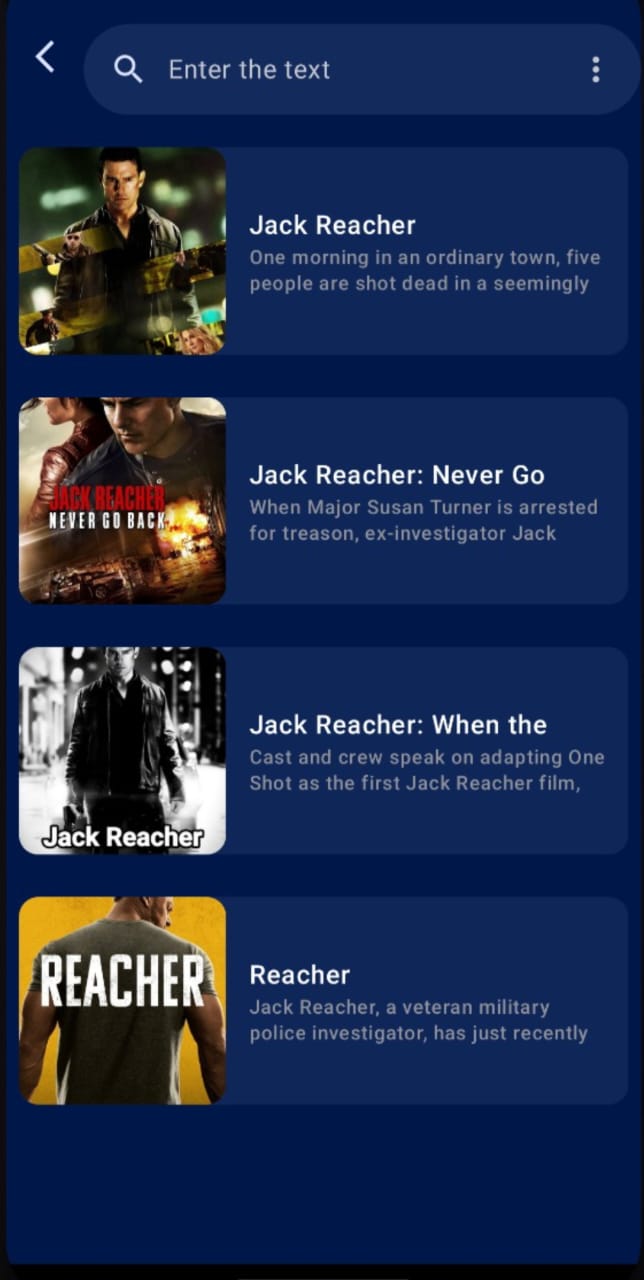 Enter the text
Jack Reacher
One morning in an ordinary town, five
people are shot dead in a seemingly
JACK REACHER
NEVER GO BACK
Jack Reacher: Never Go
When Major Susan Turner is arrested
for treason, ex-investigator Jack
Jack Reacher: When the
Cast and crew speak on adapting One
Shot as the first Jack Reacher film,
Jack Reacher
REACHER
Reacher
Jack Reacher, a veteran military
police investigator, has just recently